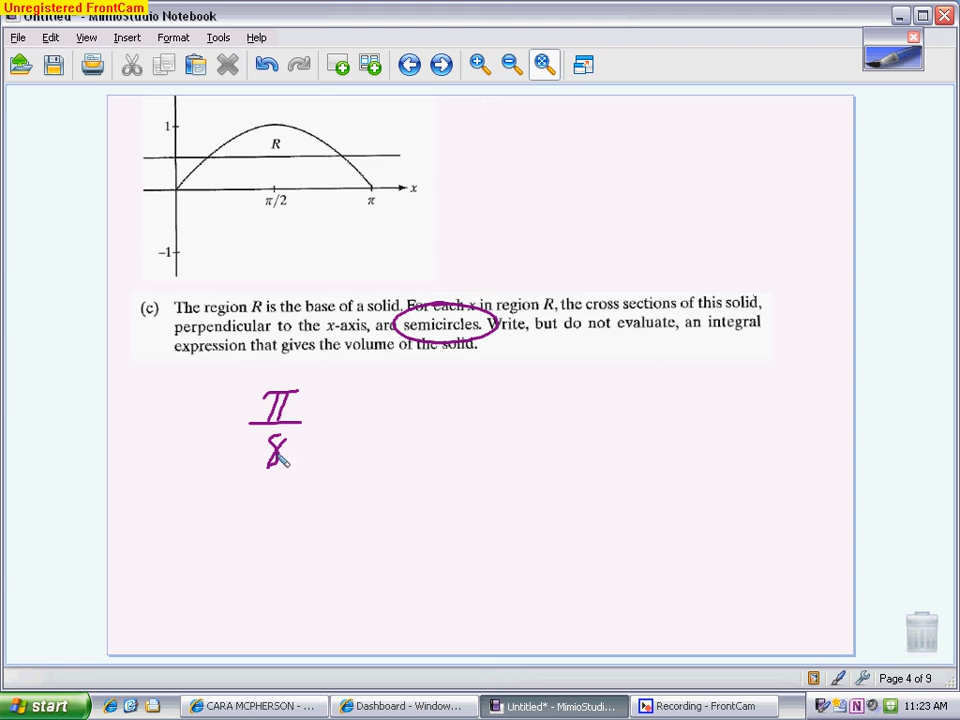 Unregistered FrontCam
Untitled* - MimioStudio Notebook
File Edit View Insert Format Tools Help
1
R
π/2
π
x
−1
(c) The region R is the base of a solid. For each x in region R, the cross sections of this solid,
perpendicular to the x-axis, are semicircles. Write, but do not evaluate, an integral
expression that gives the volume of the solid.
π
8
Page 4 of 9
start
CARA MCPHERSON - ...
Dashboard - Window...
Untitled* - MimioStudi...
Recording - FrontCam
11:23 AM